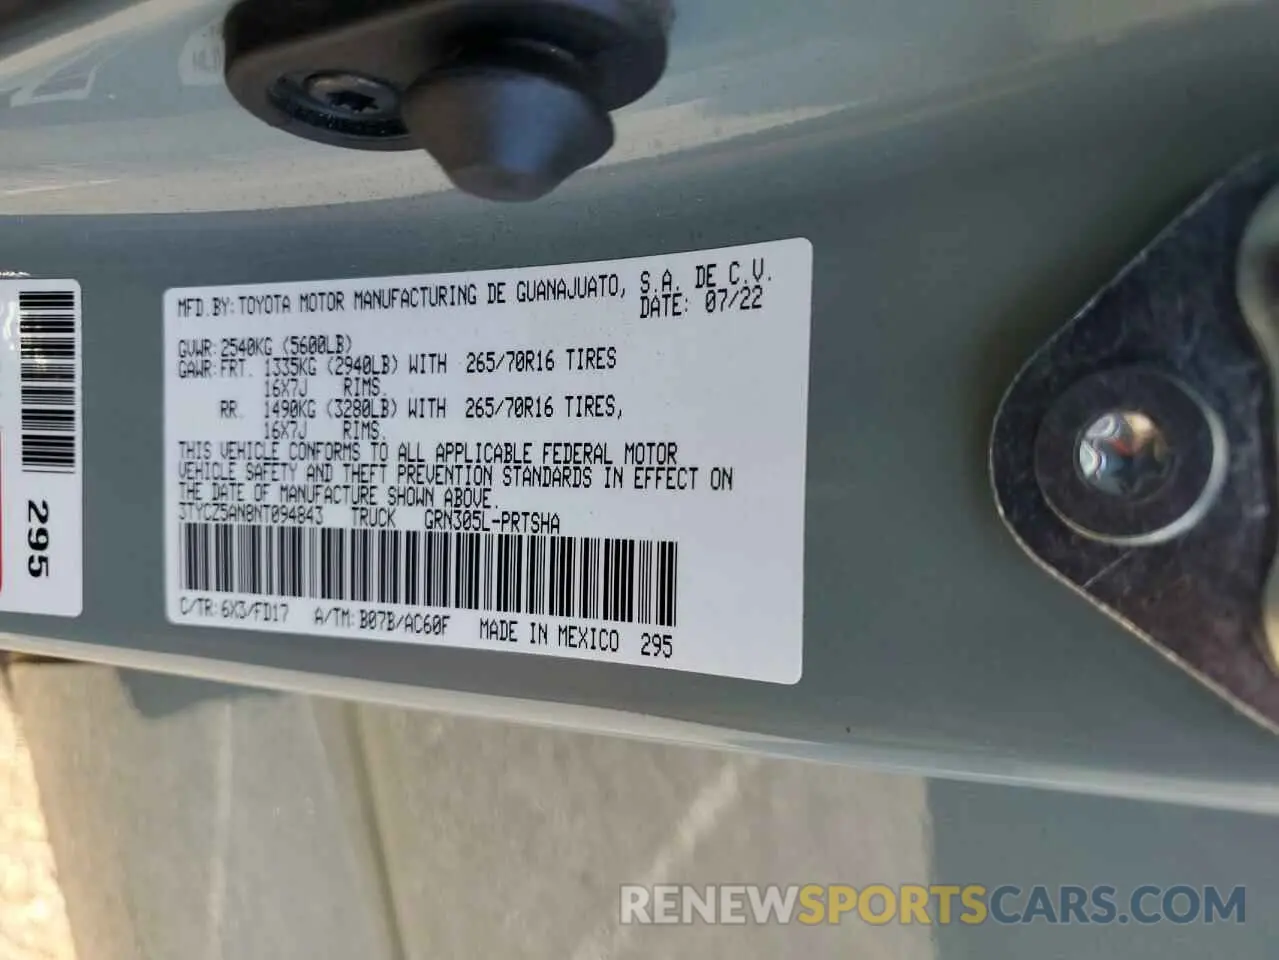 MFD.BY: TOYOTA MOTOR MANUFACTURING DE GUANAJUATO, S.A. DE C.V.
DATE: 07/22
GVWR: 2540KG (5600LB)
GAWR: FRT. 1335KG (2940LB) WITH 265/70R16 TIRES
16X7J RIMS.
RR. 1490KG (3280LB) WITH 265/70R16 TIRES,
16X7J RIMS.
THIS VEHICLE CONFORMS TO ALL APPLICABLE FEDERAL MOTOR
VEHICLE SAFETY AND THEFT PREVENTION STANDARDS IN EFFECT ON
THE DATE OF MANUFACTURE SHOWN ABOVE.
3TYCZ5AN8NT094843 TRUCK GRN305L-PRTSHA
C/TR: 6X3/FD17 A/TM: B07B/AC60F MADE IN MEXICO 295
295
RENEWSPORTSCARS.COM